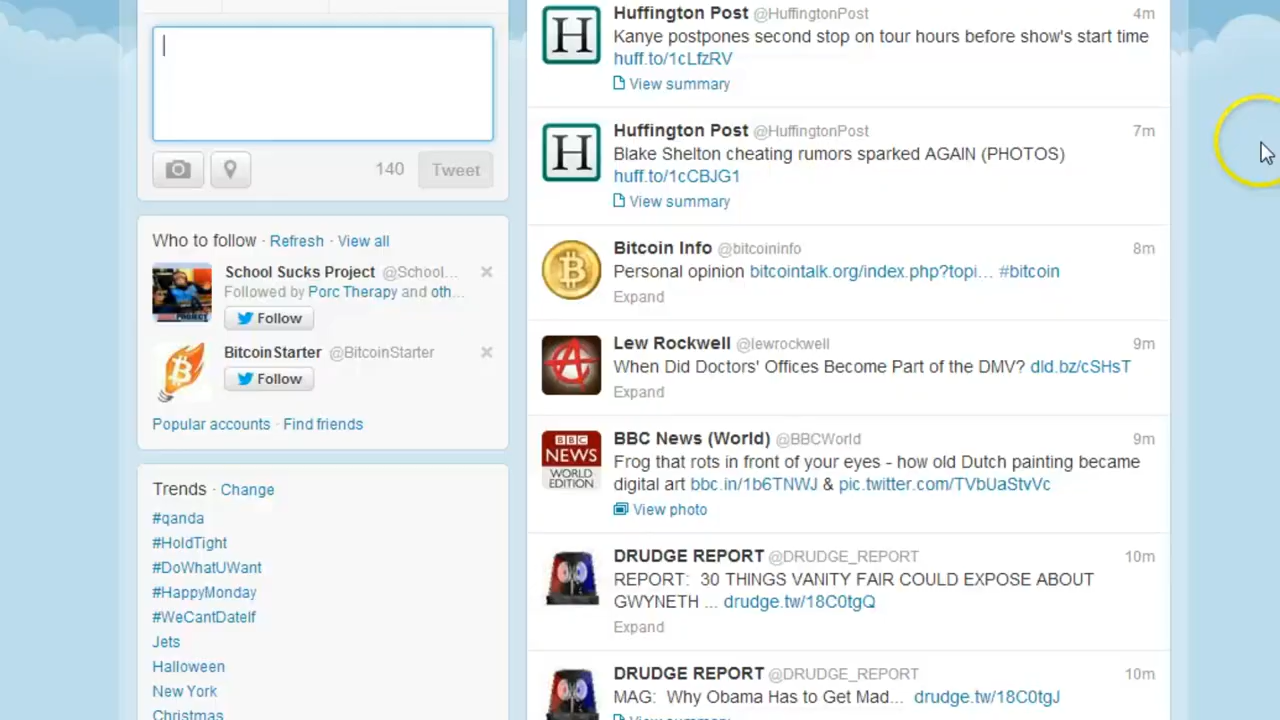 140 Tweet
Who to follow · Refresh · View all
School Sucks Project @School...
Followed by Porc Therapy and oth...
Follow
BitcoinStarter @BitcoinStarter
Follow
Popular accounts · Find friends
Trends · Change
#qanda
#HoldTight
#DoWhatUWant
#HappyMonday
#WeCantDateIf
Jets
Halloween
New York
Christmas
Huffington Post @HuffingtonPost 4m
Kanye postpones second stop on tour hours before show's start time
huff.to/1cLfzRV
View summary
Huffington Post @HuffingtonPost 7m
Blake Shelton cheating rumors sparked AGAIN (PHOTOS)
huff.to/1cCBJG1
View summary
Bitcoin Info @bitcoininfo 8m
Personal opinion bitcointalk.org/index.php?topi... #bitcoin
Expand
Lew Rockwell @lewrockwell 9m
When Did Doctors' Offices Become Part of the DMV? dld.bz/cSHsT
Expand
BBC NEWS WORLD EDITION
BBC News (World) @BBCWorld 9m
Frog that rots in front of your eyes - how old Dutch painting became
digital art bbc.in/1b6TNWJ & pic.twitter.com/TVbUaStvVc
View photo
DRUDGE REPORT @DRUDGE_REPORT 10m
REPORT: 30 THINGS VANITY FAIR COULD EXPOSE ABOUT
GWYNETH ... drudge.tw/18C0tgQ
Expand
DRUDGE REPORT @DRUDGE_REPORT 10m
MAG: Why Obama Has to Get Mad... drudge.tw/18C0tgJ
View summary